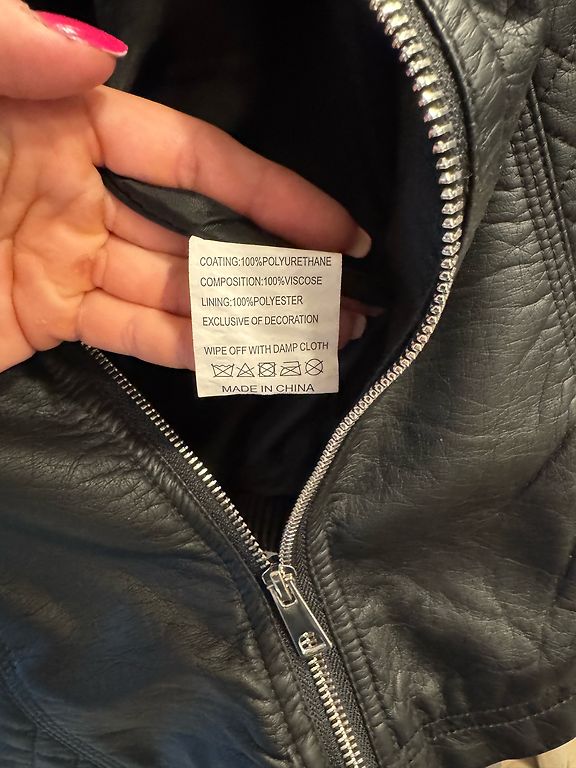 COATING:100%POLYURETHANE
COMPOSITION:100%VISCOSE
LINING:100%POLYESTER
EXCLUSIVE OF DECORATION
WIPE OFF WITH DAMP CLOTH
MADE IN CHINA